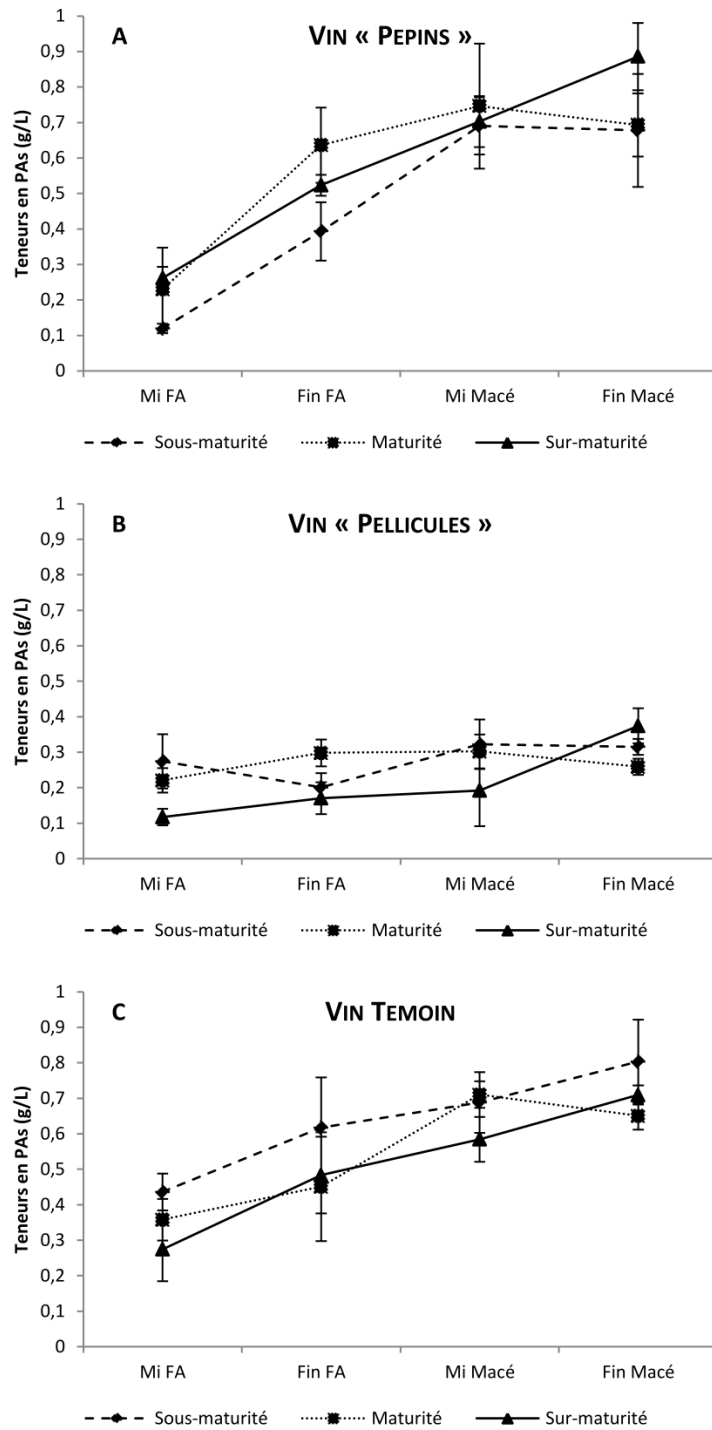 A VIN « PEPINS »
Teneurs en PAs (g/L)
1
0,9
0,8
0,7
0,6
0,5
0,4
0,3
0,2
0,1
0
Mi FA Fin FA Mi Macé Fin Macé
Sous-maturité Maturité Sur-maturité
B VIN « PELLICULES »
Teneurs en PAs (g/L)
1
0,9
0,8
0,7
0,6
0,5
0,4
0,3
0,2
0,1
0
Mi FA Fin FA Mi Macé Fin Macé
Sous-maturité Maturité Sur-maturité
C VIN TEMOIN
Teneurs en PAs (g/L)
1
0,9
0,8
0,7
0,6
0,5
0,4
0,3
0,2
0,1
0
Mi FA Fin FA Mi Macé Fin Macé
Sous-maturité Maturité Sur-maturité